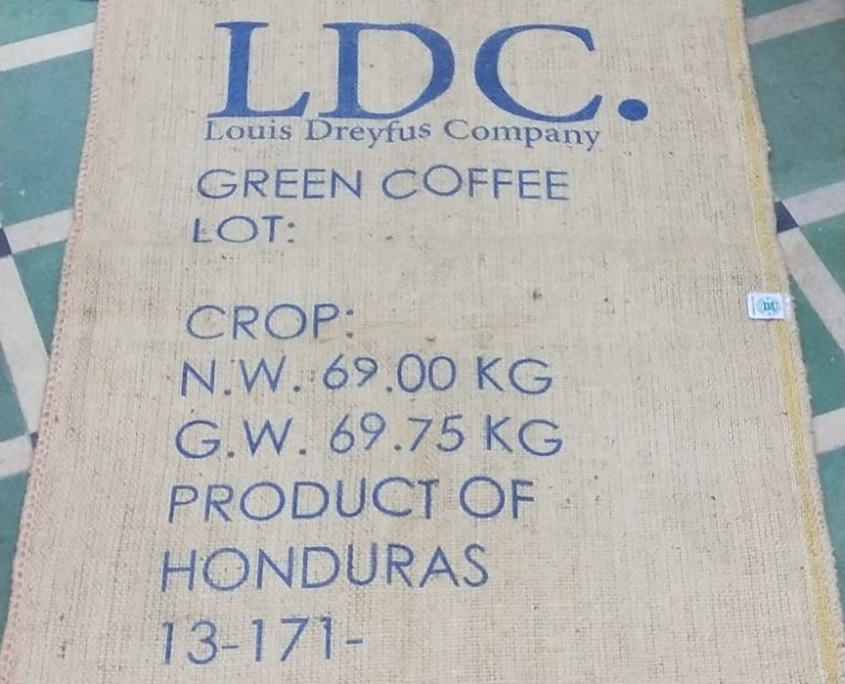 LDC.
Louis Dreyfus Company
GREEN COFFEE
LOT:
CROP:
N.W. 69.00 KG
G.W. 69.75 KG
PRODUCT OF
HONDURAS
13-171-